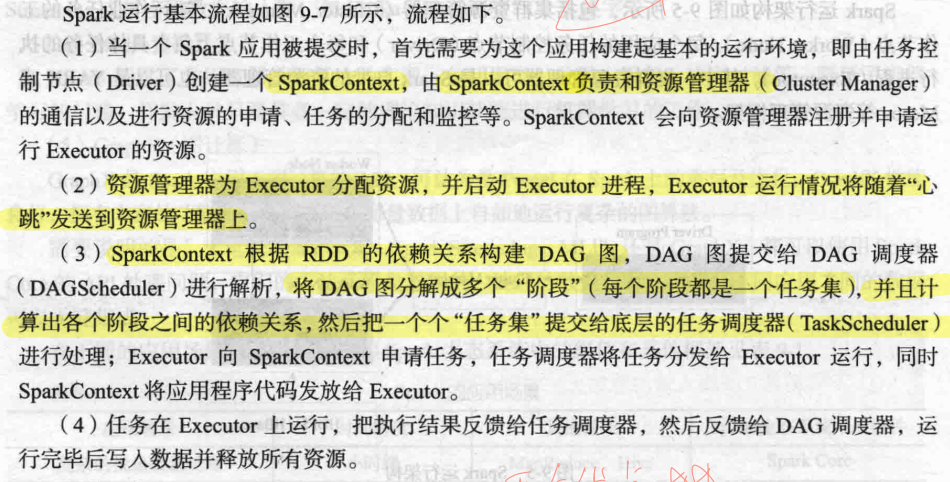 Spark 运行基本流程如图 9-7 所示，流程如下。
（1）当一个 Spark 应用被提交时，首先需要为这个应用构建起基本的运行环境，即由任务控
制节点（Driver）创建一个 SparkContext，由 SparkContext 负责和资源管理器（Cluster Manager）
的通信以及进行资源的申请、任务的分配和监控等。SparkContext 会向资源管理器注册并申请运
行 Executor 的资源。
（2）资源管理器为 Executor 分配资源，并启动 Executor 进程，Executor 运行情况将随着“心
跳”发送到资源管理器上。
（3）SparkContext 根据 RDD 的依赖关系构建 DAG 图，DAG 图提交给 DAG 调度器
（DAGScheduler）进行解析，将 DAG 图分解成多个“阶段”（每个阶段都是一个任务集），并且计
算出各个阶段之间的依赖关系，然后把一个个“任务集”提交给底层的任务调度器（TaskScheduler）
进行处理；Executor 向 SparkContext 申请任务，任务调度器将任务分发给 Executor 运行，同时
SparkContext 将应用程序代码发放给 Executor。
（4）任务在 Executor 上运行，把执行结果反馈给任务调度器，然后反馈给 DAG 调度器，运
行完毕后写入数据并释放所有资源。